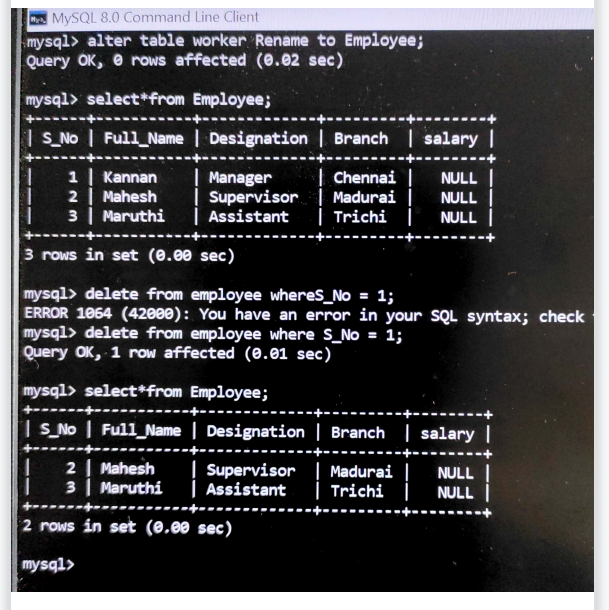 MySQL 8.0 Command Line Client
mysql> alter table worker Rename to Employee;
Query OK, 0 rows affected (0.02 sec)
mysql> select*from Employee;
+------+-----------+-------------+---------+--------+
| S_No | Full_Name | Designation | Branch | salary |
+------+-----------+-------------+---------+--------+
| 1 | Kannan | Manager | Chennai | NULL |
| 2 | Mahesh | Supervisor | Madurai | NULL |
| 3 | Maruthi | Assistant | Trichi | NULL |
+------+-----------+-------------+---------+--------+
3 rows in set (0.00 sec)
mysql> delete from employee whereS_No = 1;
ERROR 1064 (42000): You have an error in your SQL syntax; check
mysql> delete from employee where S_No = 1;
Query OK, 1 row affected (0.01 sec)
mysql> select*from Employee;
+------+-----------+-------------+---------+--------+
| S_No | Full_Name | Designation | Branch | salary |
+------+-----------+-------------+---------+--------+
| 2 | Mahesh | Supervisor | Madurai | NULL |
| 3 | Maruthi | Assistant | Trichi | NULL |
+------+-----------+-------------+---------+--------+
2 rows in set (0.00 sec)
mysql>